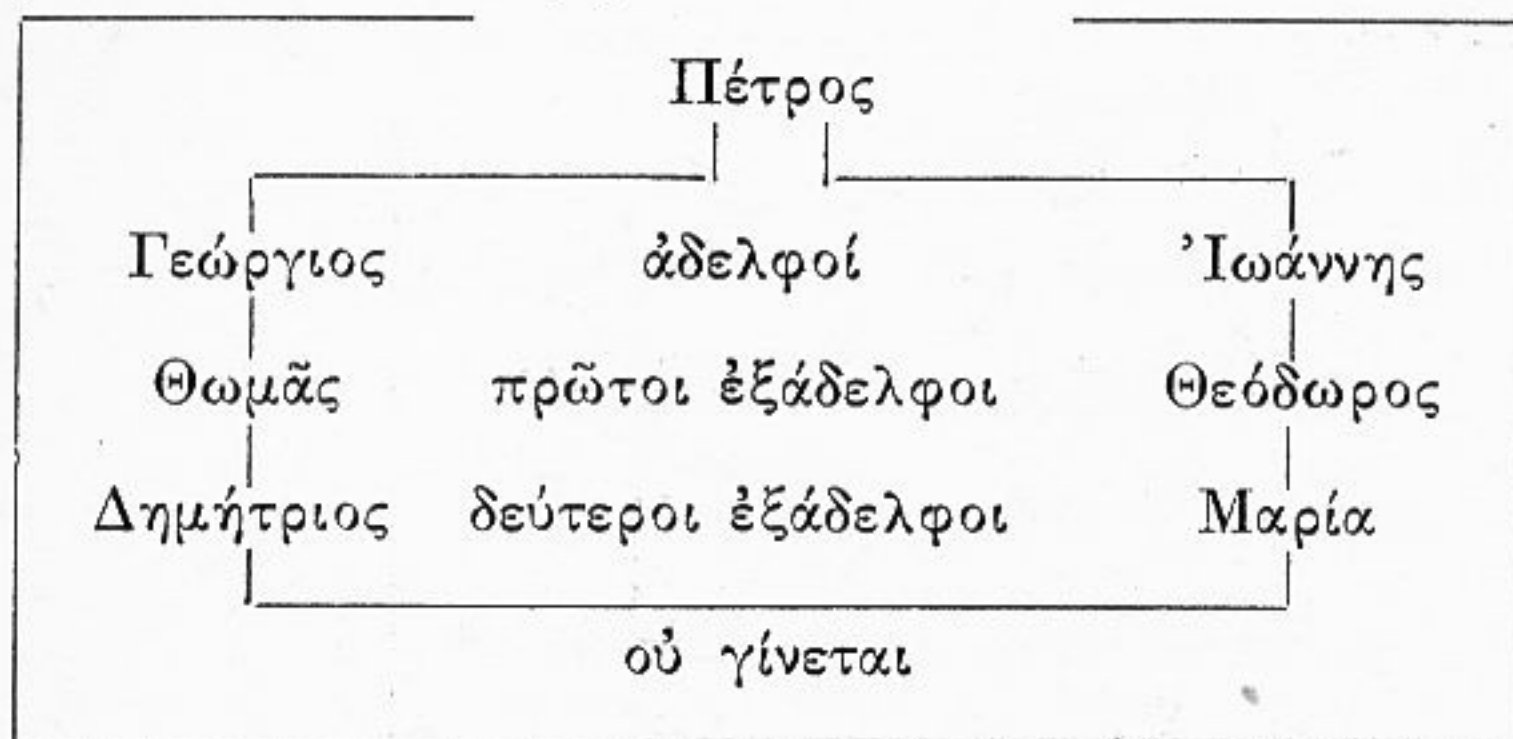 Πέτρος
Γεώργιος ἀδελφοί Ἰωάννης
Θωμᾶς πρῶτοι ἐξάδελφοι Θεόδωρος
Δημήτριος δεύτεροι ἐξάδελφοι Μαρία
οὐ γίνεται